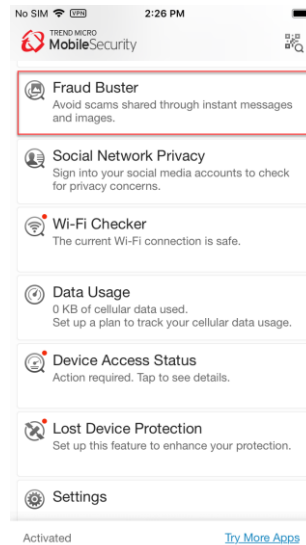 No SIM VPN 2:26 PM
TREND MICRO
MobileSecurity
Fraud Buster
Avoid scams shared through instant messages
and images.
Social Network Privacy
Sign into your social media accounts to check
for privacy concerns.
Wi-Fi Checker
The current Wi-Fi connection is safe.
Data Usage
0 KB of cellular data used.
Set up a plan to track your cellular data usage.
Device Access Status
Action required. Tap to see details.
Lost Device Protection
Set up this feature to enhance your protection.
Settings
Activated Try More Apps